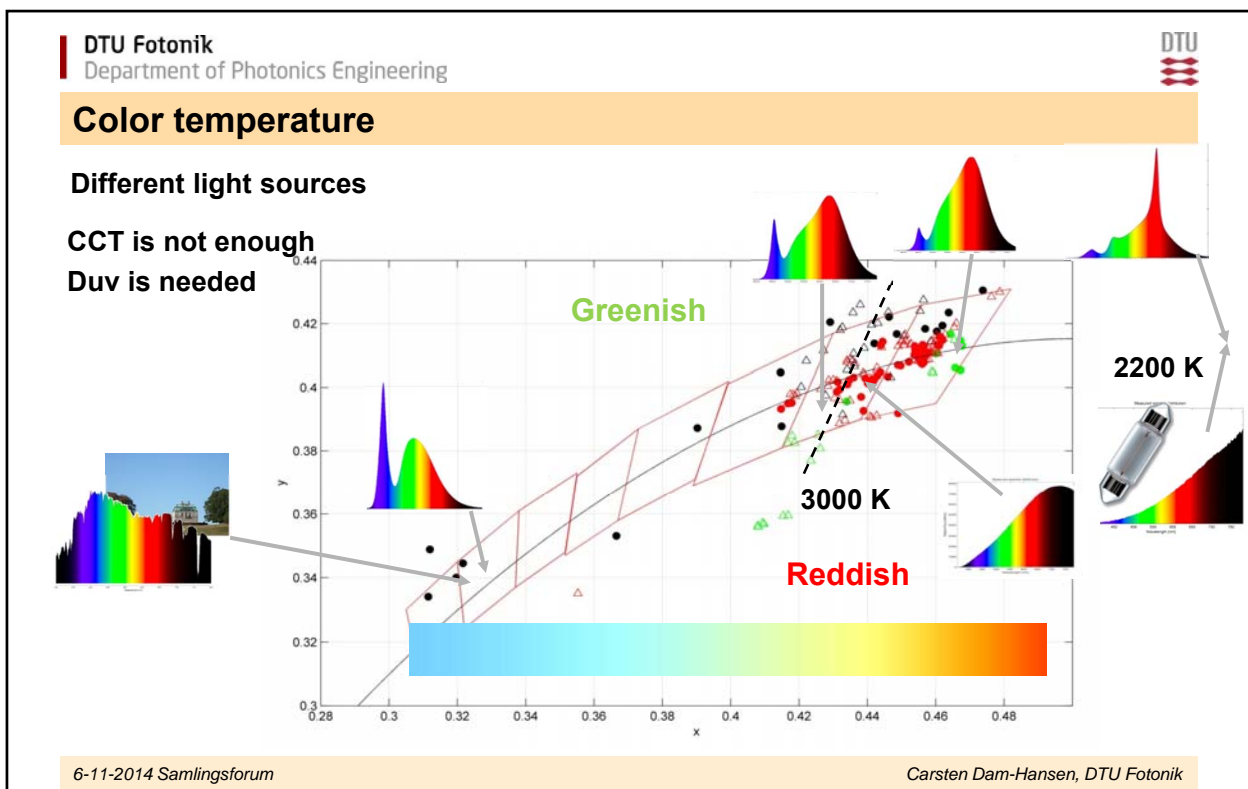 DTU Fotonik
Department of Photonics Engineering
DTU
Color temperature
Different light sources
CCT is not enough
Duv is needed
Greenish
2200 K
3000 K
Reddish
0.44
0.42
0.4
0.38
0.36
0.34
0.32
0.3
y
0.28
0.3
0.32
0.34
0.36
0.38
0.4
0.42
0.44
0.46
0.48
x
6-11-2014 Samlingsforum
Carsten Dam-Hansen, DTU Fotonik